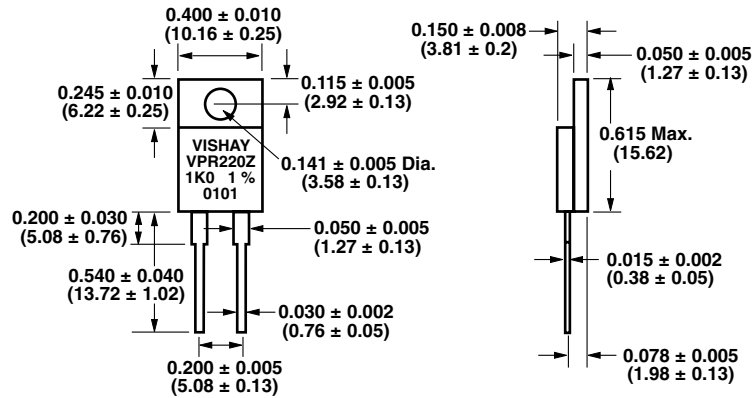 0.400 ± 0.010
(10.16 ± 0.25)
0.245 ± 0.010
(6.22 ± 0.25)
0.115 ± 0.005
(2.92 ± 0.13)
VISHAY
VPR220Z
1K0 1 %
0101
0.141 ± 0.005 Dia.
(3.58 ± 0.13)
0.200 ± 0.030
(5.08 ± 0.76)
0.050 ± 0.005
(1.27 ± 0.13)
0.540 ± 0.040
(13.72 ± 1.02)
0.030 ± 0.002
(0.76 ± 0.05)
0.200 ± 0.005
(5.08 ± 0.13)
0.150 ± 0.008
(3.81 ± 0.2)
0.050 ± 0.005
(1.27 ± 0.13)
0.615 Max.
(15.62)
0.015 ± 0.002
(0.38 ± 0.05)
0.078 ± 0.005
(1.98 ± 0.13)